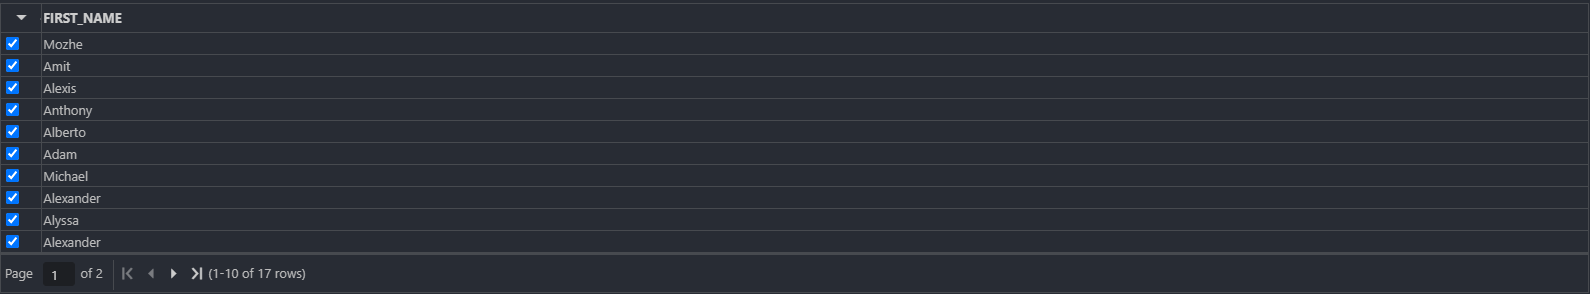 FIRST_NAME
Mozhe
Amit
Alexis
Anthony
Alberto
Adam
Michael
Alexander
Alyssa
Alexander
Page 1 of 2 (1-10 of 17 rows)